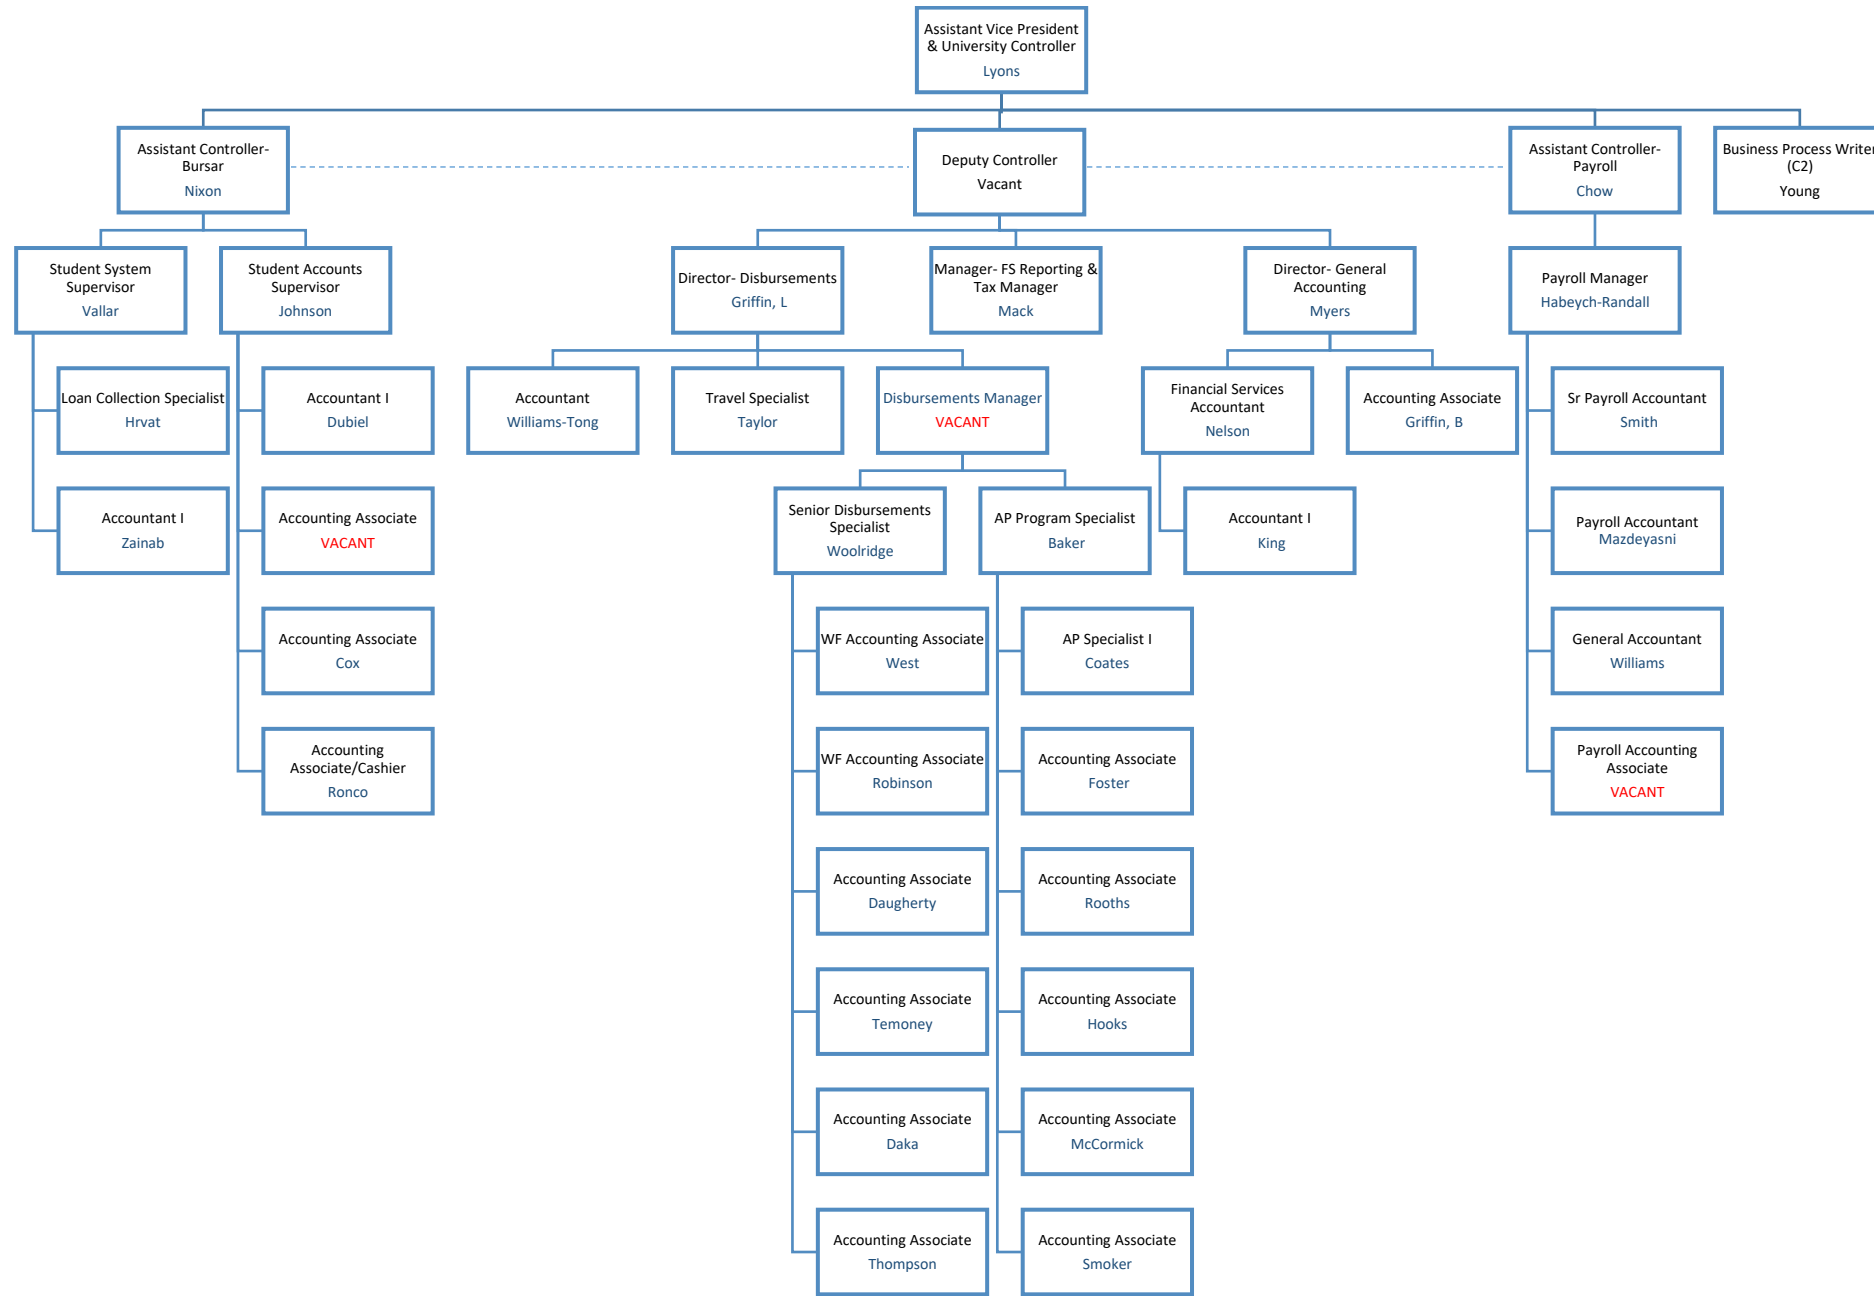 Assistant Vice President
& University Controller
Lyons
Assistant Controller-
Bursar
Nixon
Deputy Controller
Vacant
Assistant Controller-
Payroll
Chow
Business Process Writer
(C2)
Young
Student System
Supervisor
Vallar
Student Accounts
Supervisor
Johnson
Director- Disbursements
Griffin, L
Manager- FS Reporting &
Tax Manager
Mack
Director- General
Accounting
Myers
Payroll Manager
Habeych-Randall
Loan Collection Specialist
Hrvat
Accountant I
Dubiel
Accountant
Williams-Tong
Travel Specialist
Taylor
Disbursements Manager
VACANT
Financial Services
Accountant
Nelson
Accounting Associate
Griffin, B
Sr Payroll Accountant
Smith
Accountant I
Zainab
Accounting Associate
VACANT
Senior Disbursements
Specialist
Woolridge
AP Program Specialist
Baker
Accountant I
King
Payroll Accountant
Mazdeyasni
Accounting Associate
Cox
WF Accounting Associate
West
AP Specialist I
Coates
General Accountant
Williams
Accounting
Associate/Cashier
Ronco
WF Accounting Associate
Robinson
Accounting Associate
Foster
Payroll Accounting
Associate
VACANT
Accounting Associate
Daugherty
Accounting Associate
Rooths
Accounting Associate
Temoney
Accounting Associate
Hooks
Accounting Associate
Daka
Accounting Associate
McCormick
Accounting Associate
Thompson
Accounting Associate
Smoker